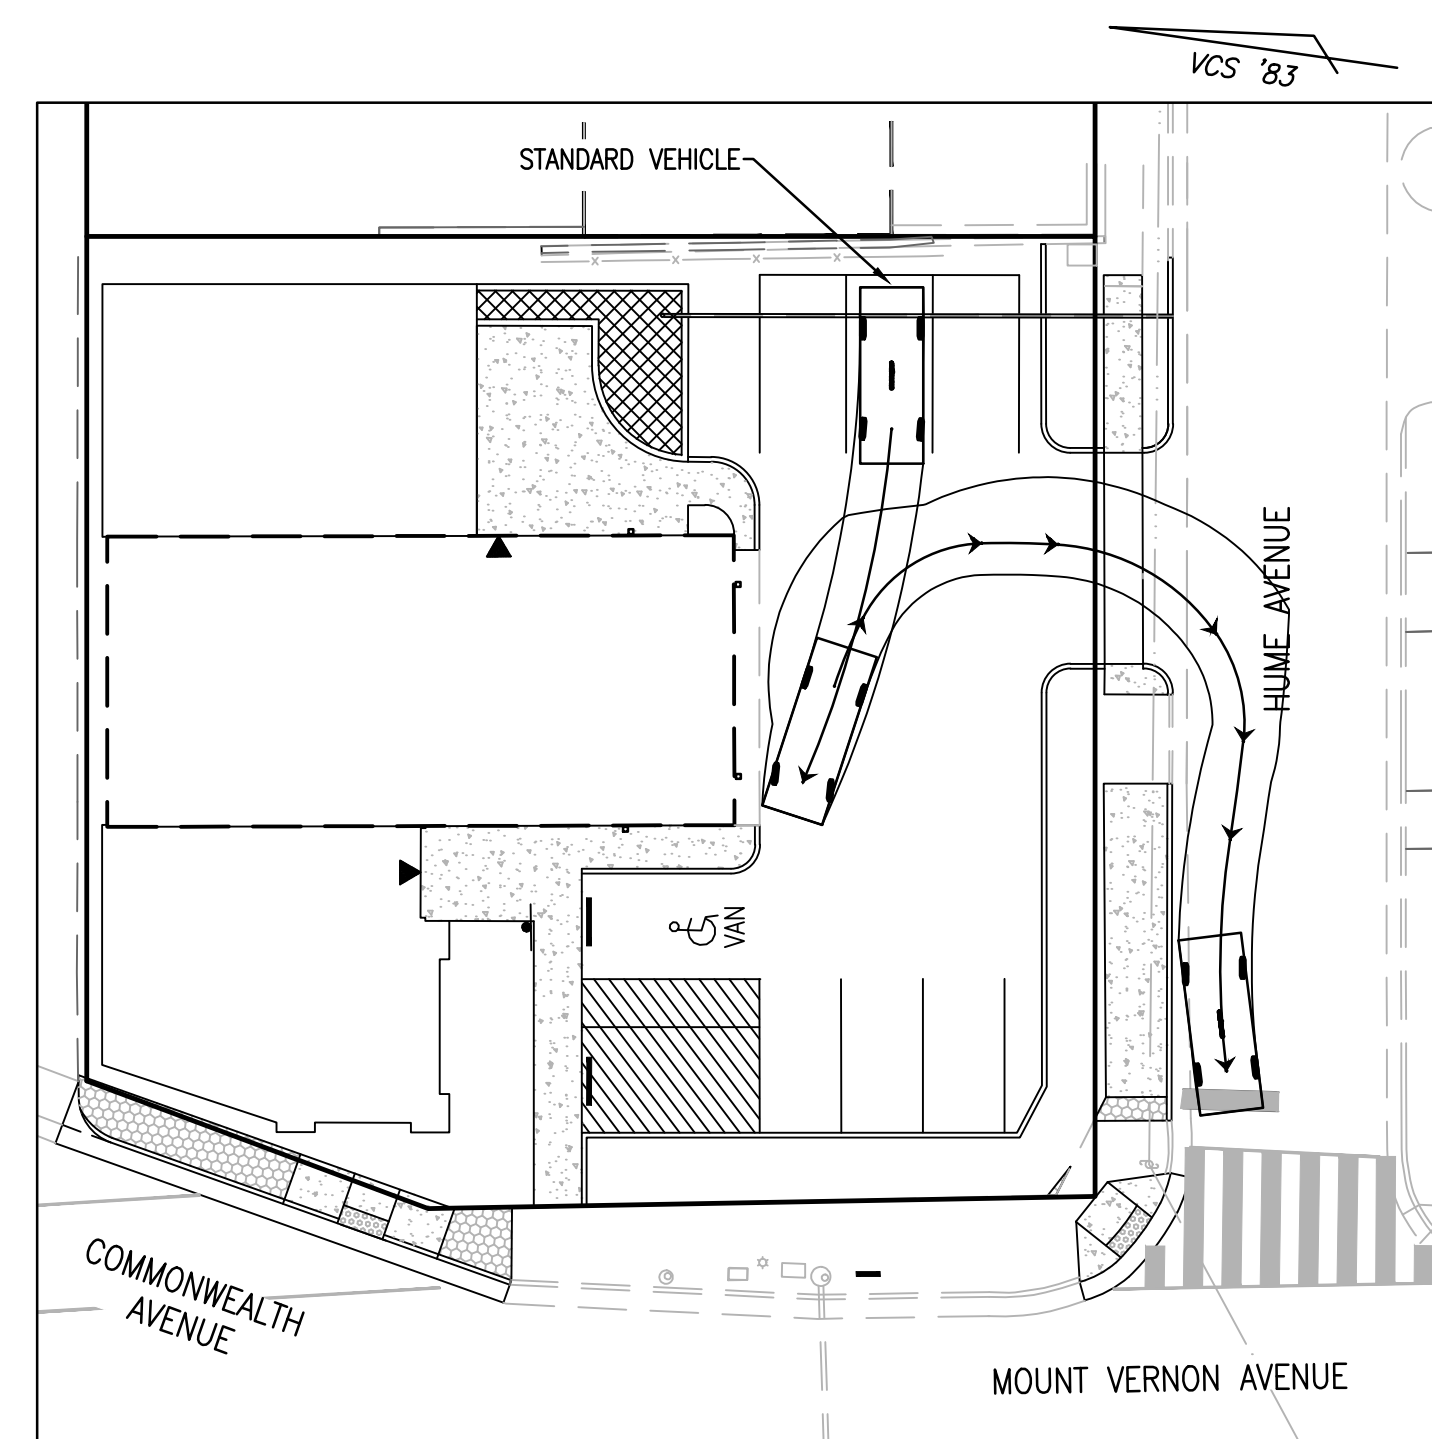 VCS '83
STANDARD VEHICLE
HUME AVENUE
VAN
COMMONWEALTH
AVENUE
MOUNT VERNON AVENUE